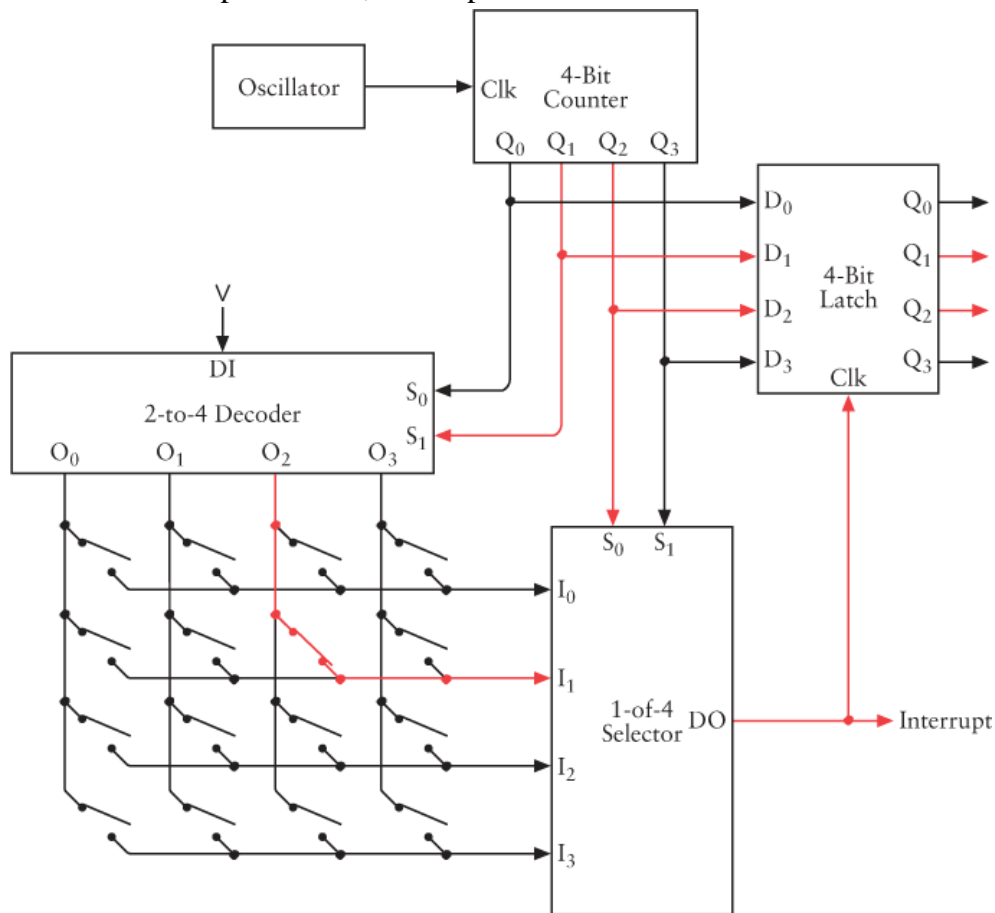 Oscillator
Clk
4-Bit
Counter
Q0 Q1 Q2 Q3
D0 Q0
D1 Q1
4-Bit
Latch
D2 Q2
D3 Q3
Clk
V
DI
S0
2-to-4 Decoder
S1
O0 O1 O2 O3
S0 S1
I0
I1
1-of-4
Selector
DO
Interrupt
I2
I3